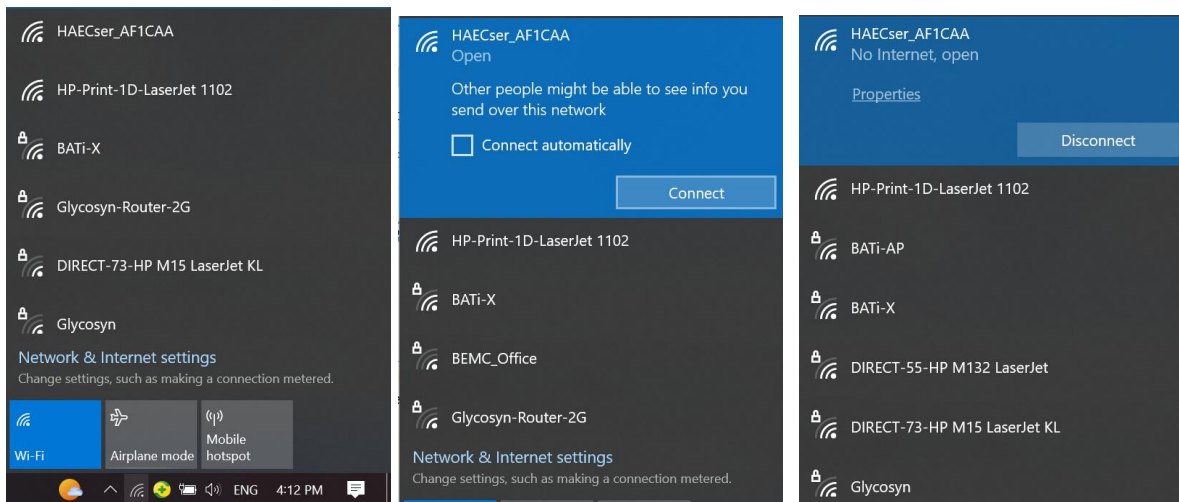 HAECser_AF1CAA
HP-Print-1D-LaserJet 1102
BATi-X
Glycosyn-Router-2G
DIRECT-73-HP M15 LaserJet KL
Glycosyn
Network & Internet settings
Change settings, such as making a connection metered.
Wi-Fi
Airplane mode
Mobile
hotspot
ENG
4:12 PM
HAECser_AF1CAA
Open
Other people might be able to see info you
send over this network
Connect automatically
Connect
HP-Print-1D-LaserJet 1102
BATi-X
BEMC_Office
Glycosyn-Router-2G
Network & Internet settings
Change settings, such as making a connection metered.
HAECser_AF1CAA
No Internet, open
Properties
Disconnect
HP-Print-1D-LaserJet 1102
BATi-AP
BATi-X
DIRECT-55-HP M132 LaserJet
DIRECT-73-HP M15 LaserJet KL
Glycosyn